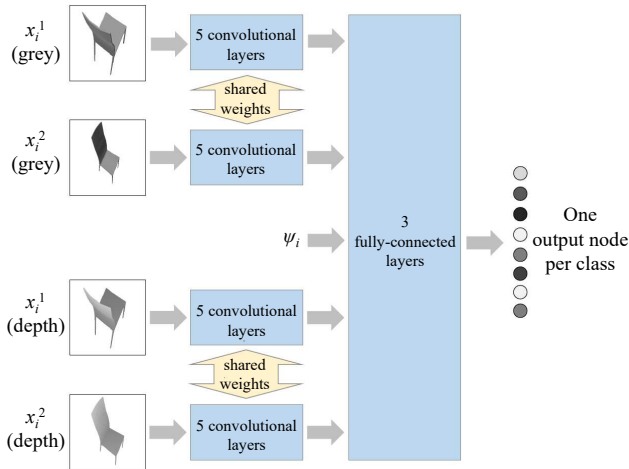 x_i^1
(grey)
5 convolutional
layers
shared
weights
x_i^2
(grey)
5 convolutional
layers
ψ_i
3
fully-connected
layers
One
output node
per class
x_i^1
(depth)
5 convolutional
layers
shared
weights
x_i^2
(depth)
5 convolutional
layers